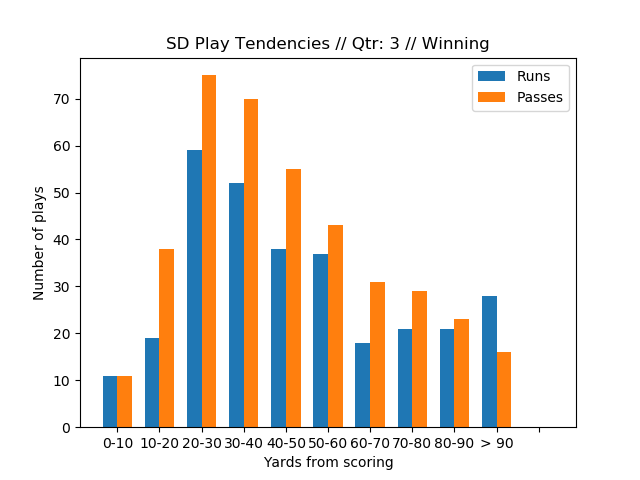 SD Play Tendencies // Qtr: 3 // Winning
Runs
Passes
Number of plays
70
60
50
40
30
20
10
0
0-10 10-20 20-30 30-40 40-50 50-60 60-70 70-80 80-90 > 90
Yards from scoring